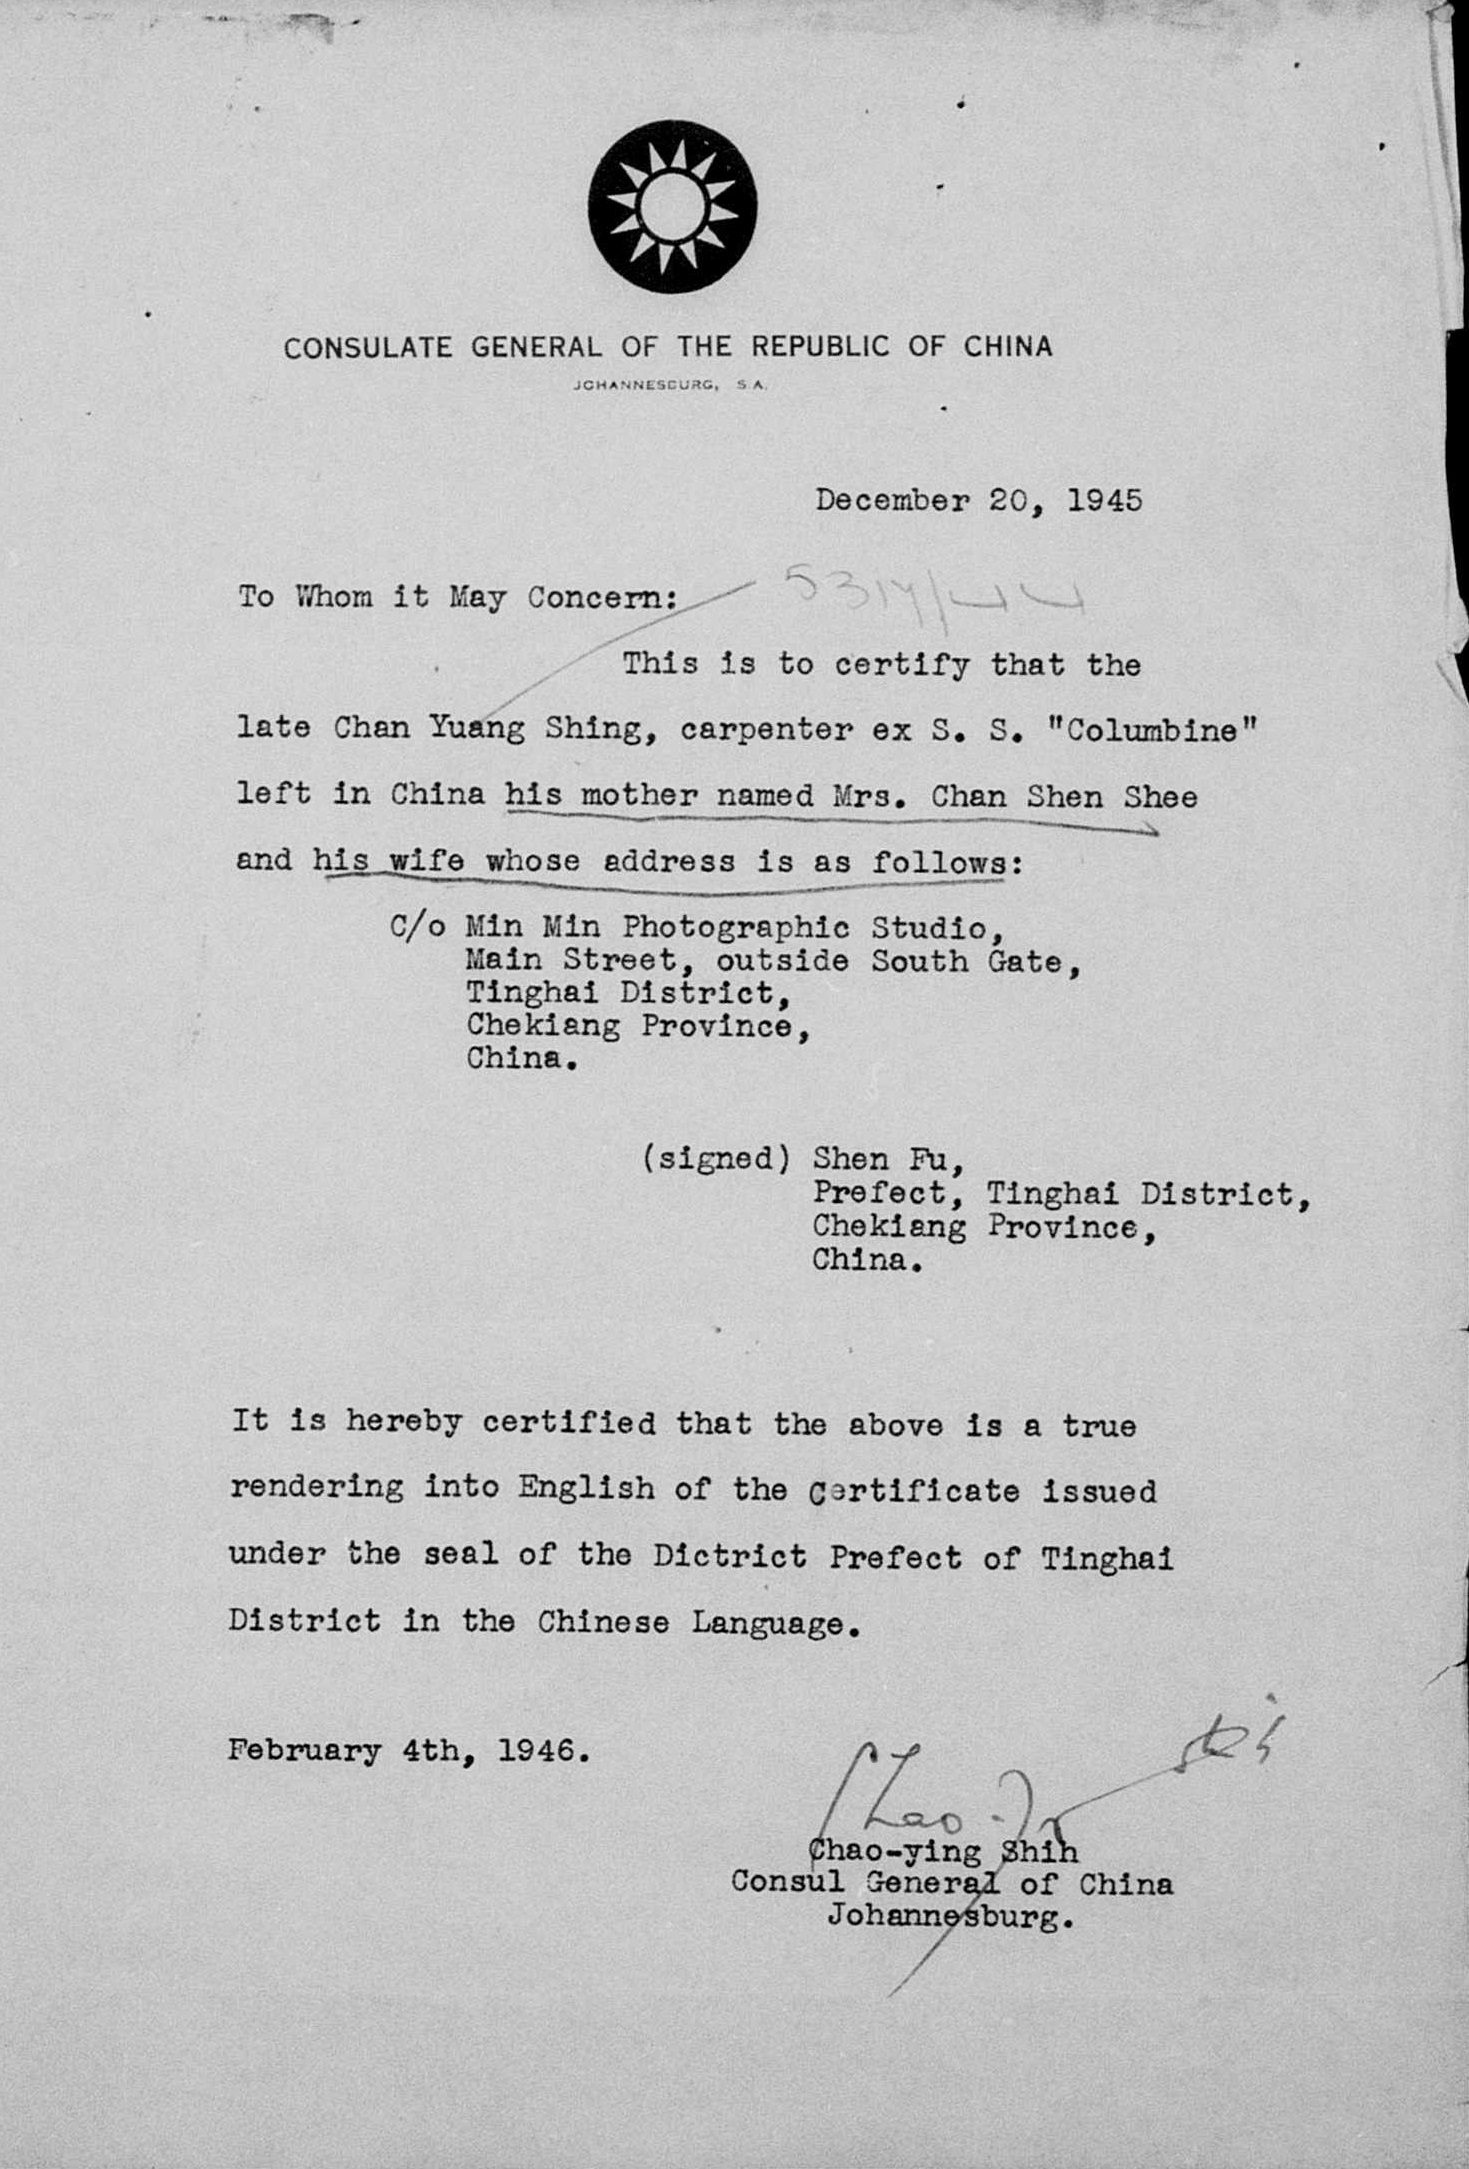 CONSULATE GENERAL OF THE REPUBLIC OF CHINA
JOHANNESBURG, S.A.
December 20, 1945
To Whom it May Concern:
This is to certify that the
late Chan Yuang Shing, carpenter ex S. S. "Columbine"
left in China his mother named Mrs. Chan Shen Shee
and his wife whose address is as follows:
C/o Min Min Photographic Studio,
Main Street, outside South Gate,
Tinghai District,
Chekiang Province,
China.
(signed) Shen Fu,
Prefect, Tinghai District,
Chekiang Province,
China.
It is hereby certified that the above is a true
rendering into English of the Certificate issued
under the seal of the Dictrict Prefect of Tinghai
District in the Chinese Language.
February 4th, 1946.
Chao-ying Shih
Consul General of China
Johannesburg.